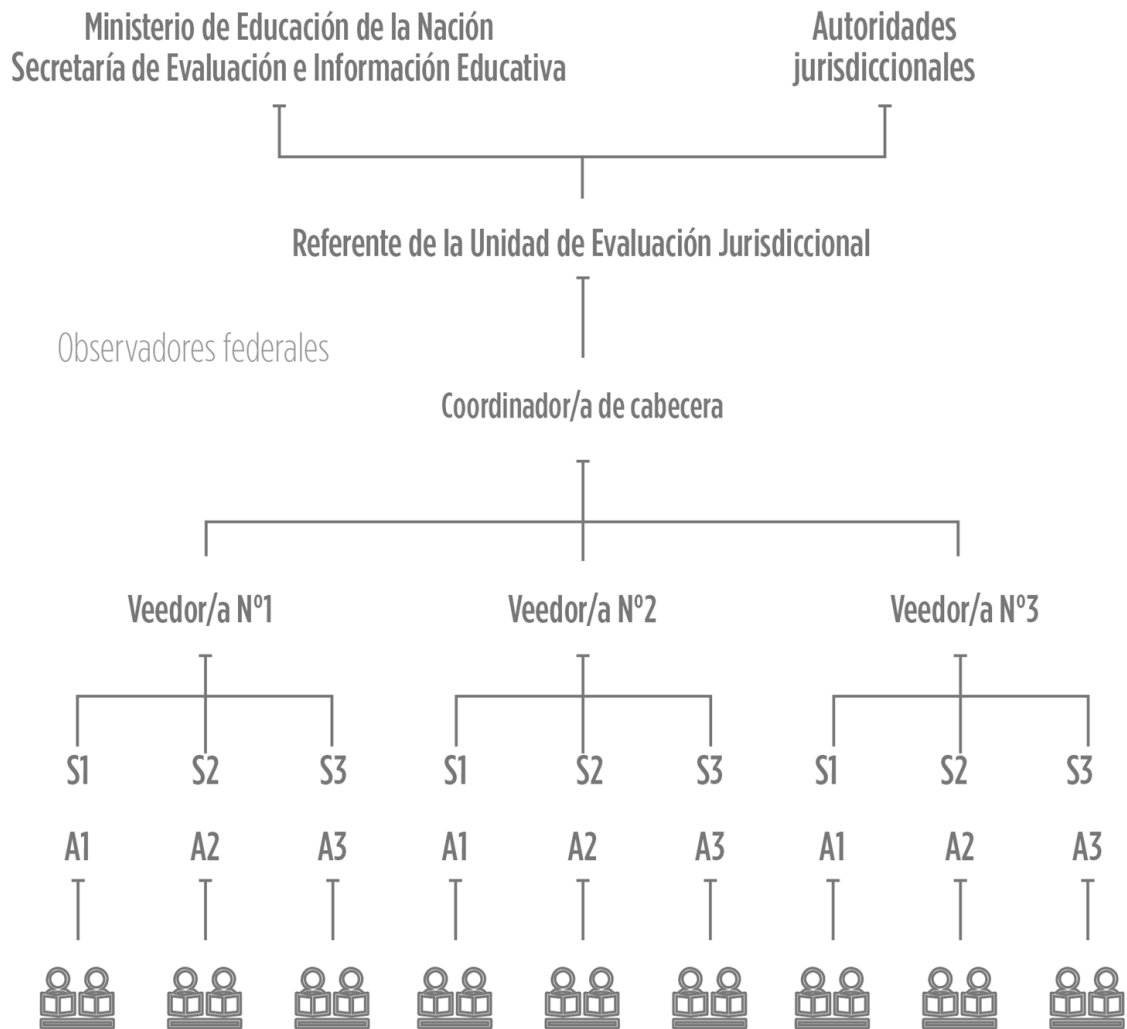 Ministerio de Educación de la Nación
Secretaría de Evaluación e Información Educativa
Autoridades
jurisdiccionales
Referente de la Unidad de Evaluación Jurisdiccional
Observadores federales
Coordinador/a de cabecera
Veedor/a Nº1 Veedor/a Nº2 Veedor/a Nº3
S1 S2 S3 S1 S2 S3 S1 S2 S3
A1 A2 A3 A1 A2 A3 A1 A2 A3